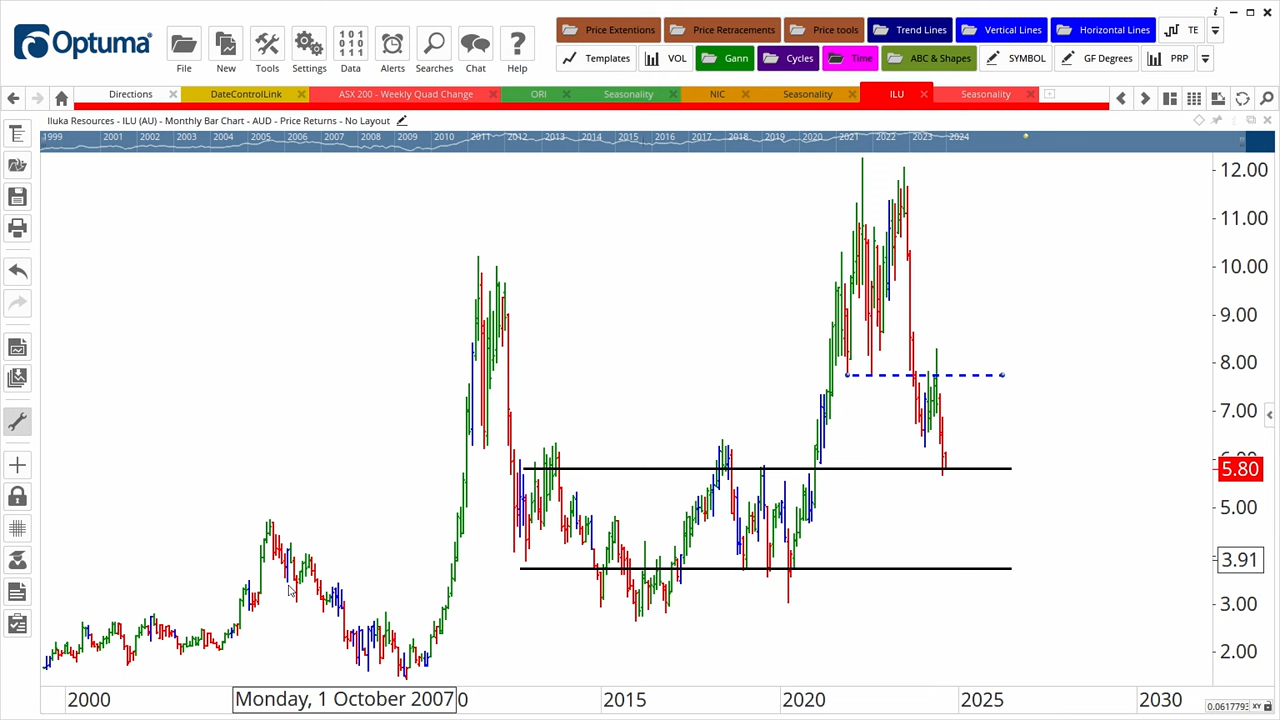 Optuma
File
New
Tools
Settings
Data
Alerts
Searches
Chat
Help
Price Extentions
Price Retracements
Price tools
Trend Lines
Vertical Lines
Horizontal Lines
TE
Templates
VOL
Gann
Cycles
Time
ABC & Shapes
SYMBOL
GF Degrees
PRP
Directions
DateControlLink
ASX 200 - Weekly Quad Change
ORI
Seasonality
NIC
Seasonality
ILU
Seasonality
Iluka Resources - ILU (AU) - Monthly Bar Chart - AUD - Price Returns - No Layout
1999 2001 2002 2003 2004 2005 2006 2007 2008 2009 2010 2011 2012 2013 2014 2015 2016 2017 2018 2019 2020 2021 2022 2023 2024
12.00
11.00
10.00
9.00
8.00
7.00
5.80
5.00
3.91
3.00
2.00
2000 Monday, 1 October 2007 0 2015 2020 2025 2030
0.061779 XY